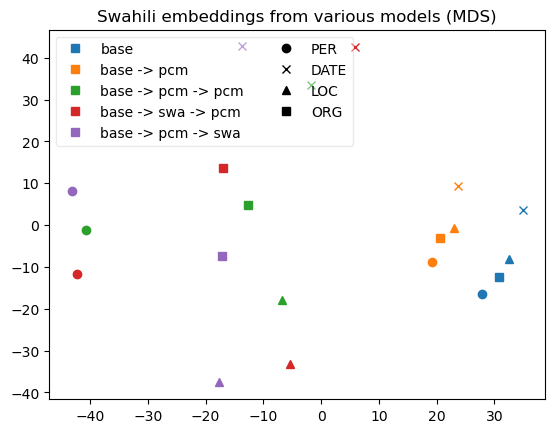 Swahili embeddings from various models (MDS)
base
base -> pcm
base -> pcm -> pcm
base -> swa -> pcm
base -> pcm -> swa
PER
DATE
LOC
ORG
40
30
20
10
0
−10
−20
−30
−40
−40
−30
−20
−10
0
10
20
30